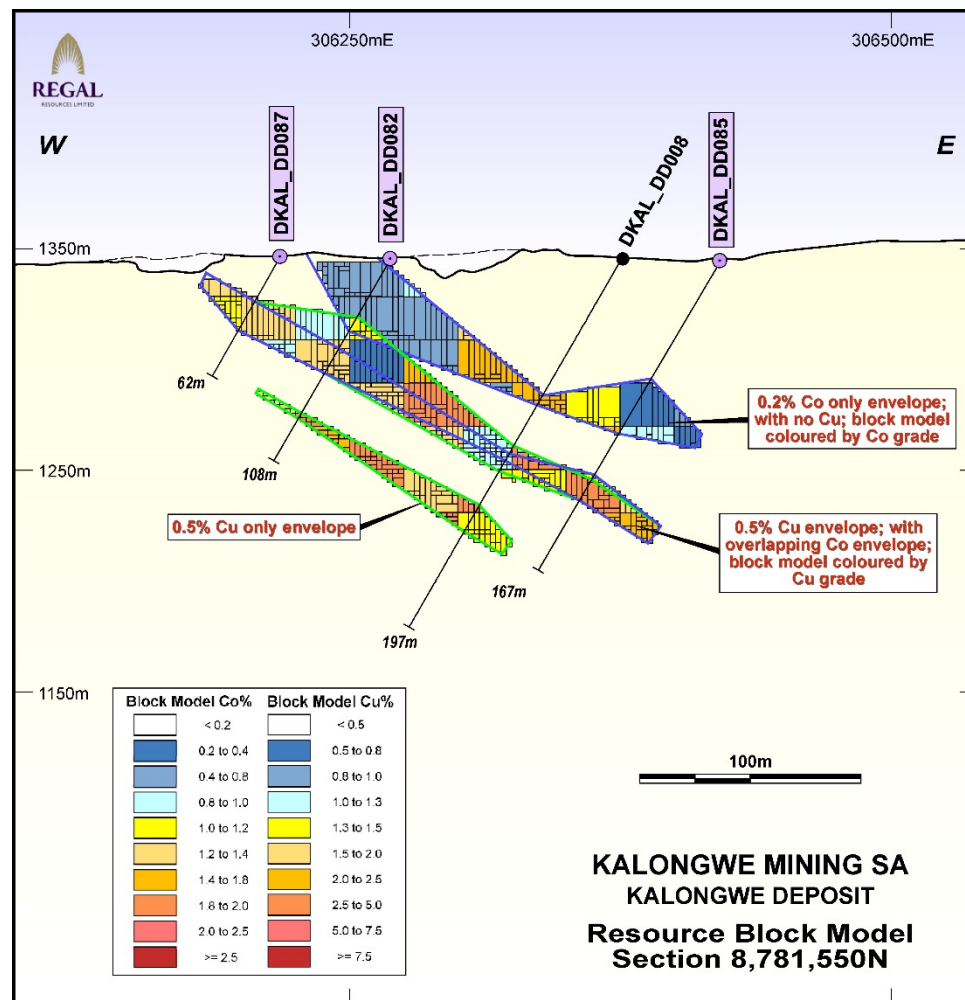 306250mE
306500mE
REGAL
RESOURCES LIMITED
W
E
DKAL_DD087
DKAL_DD082
DKAL_DD008
DKAL_DD085
1350m
62m
108m
0.2% Co only envelope;
with no Cu; block model
coloured by Co grade
1250m
0.5% Cu only envelope
0.5% Cu envelope; with
overlapping Co envelope;
block model coloured by
Cu grade
167m
197m
1150m
Block Model Co% Block Model Cu%
< 0.2 < 0.5
0.2 to 0.4 0.5 to 0.8
0.4 to 0.8 0.8 to 1.0
0.8 to 1.0 1.0 to 1.3
1.0 to 1.2 1.3 to 1.5
1.2 to 1.4 1.5 to 2.0
1.4 to 1.8 2.0 to 2.5
1.8 to 2.0 2.5 to 5.0
2.0 to 2.5 5.0 to 7.5
>= 2.5 >= 7.5
100m
KALONGWE MINING SA
KALONGWE DEPOSIT
Resource Block Model
Section 8,781,550N